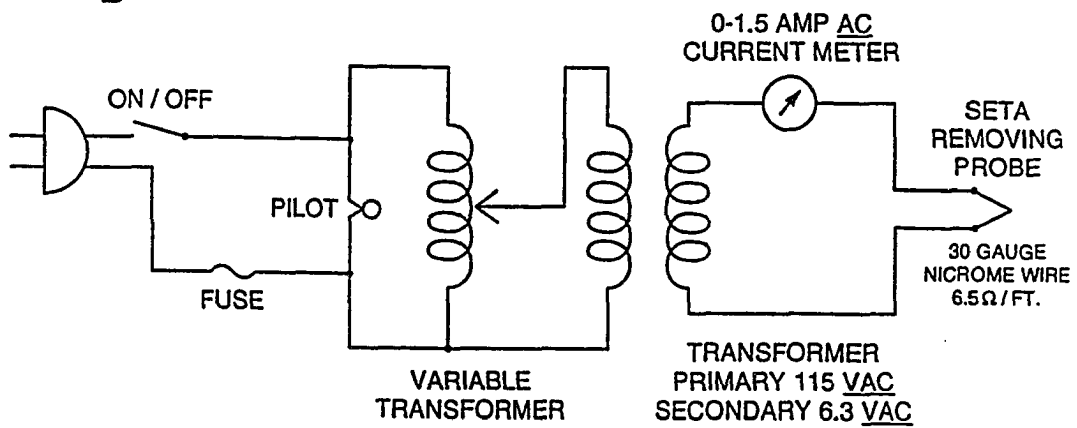 0-1.5 AMP AC
CURRENT METER
ON / OFF
SETA
REMOVING
PROBE
PILOT
30 GAUGE
NICROME WIRE
6.5Ω / FT.
FUSE
VARIABLE
TRANSFORMER
TRANSFORMER
PRIMARY 115 VAC
SECONDARY 6.3 VAC